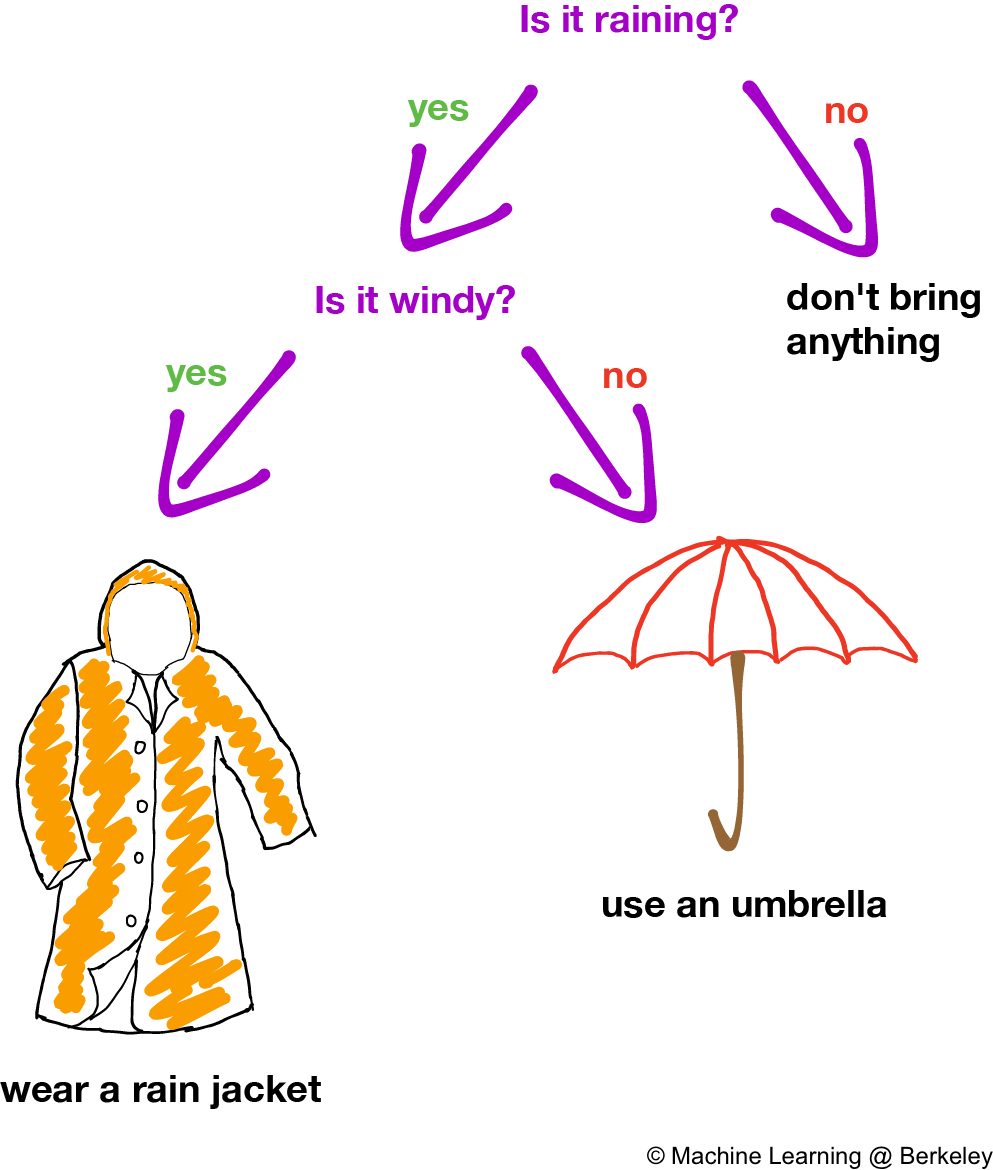 Is it raining?
yes
no
Is it windy?
don't bring
anything
yes
no
use an umbrella
wear a rain jacket
© Machine Learning @ Berkeley